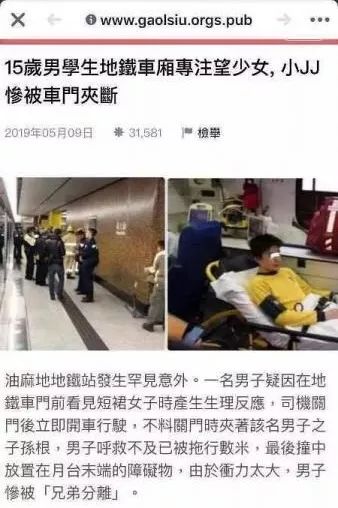 www.gaolsiu.orgs.pub
15歲男學生地鐵車廂專注望少女, 小JJ
慘被車門夾斷
2019年05月09日 31,581 檢舉
油麻地地鐵站發生罕見意外。一名男子疑因在地
鐵車門前看見短裙女子時產生生理反應，司機關
門後立即開車行駛，不料關門時夾著該名男子之
子孫根，男子呼救不及已被拖行數米，最後撞中
放置在月台末端的障礙物，由於衝力太大，男子
慘被「兄弟分離」。